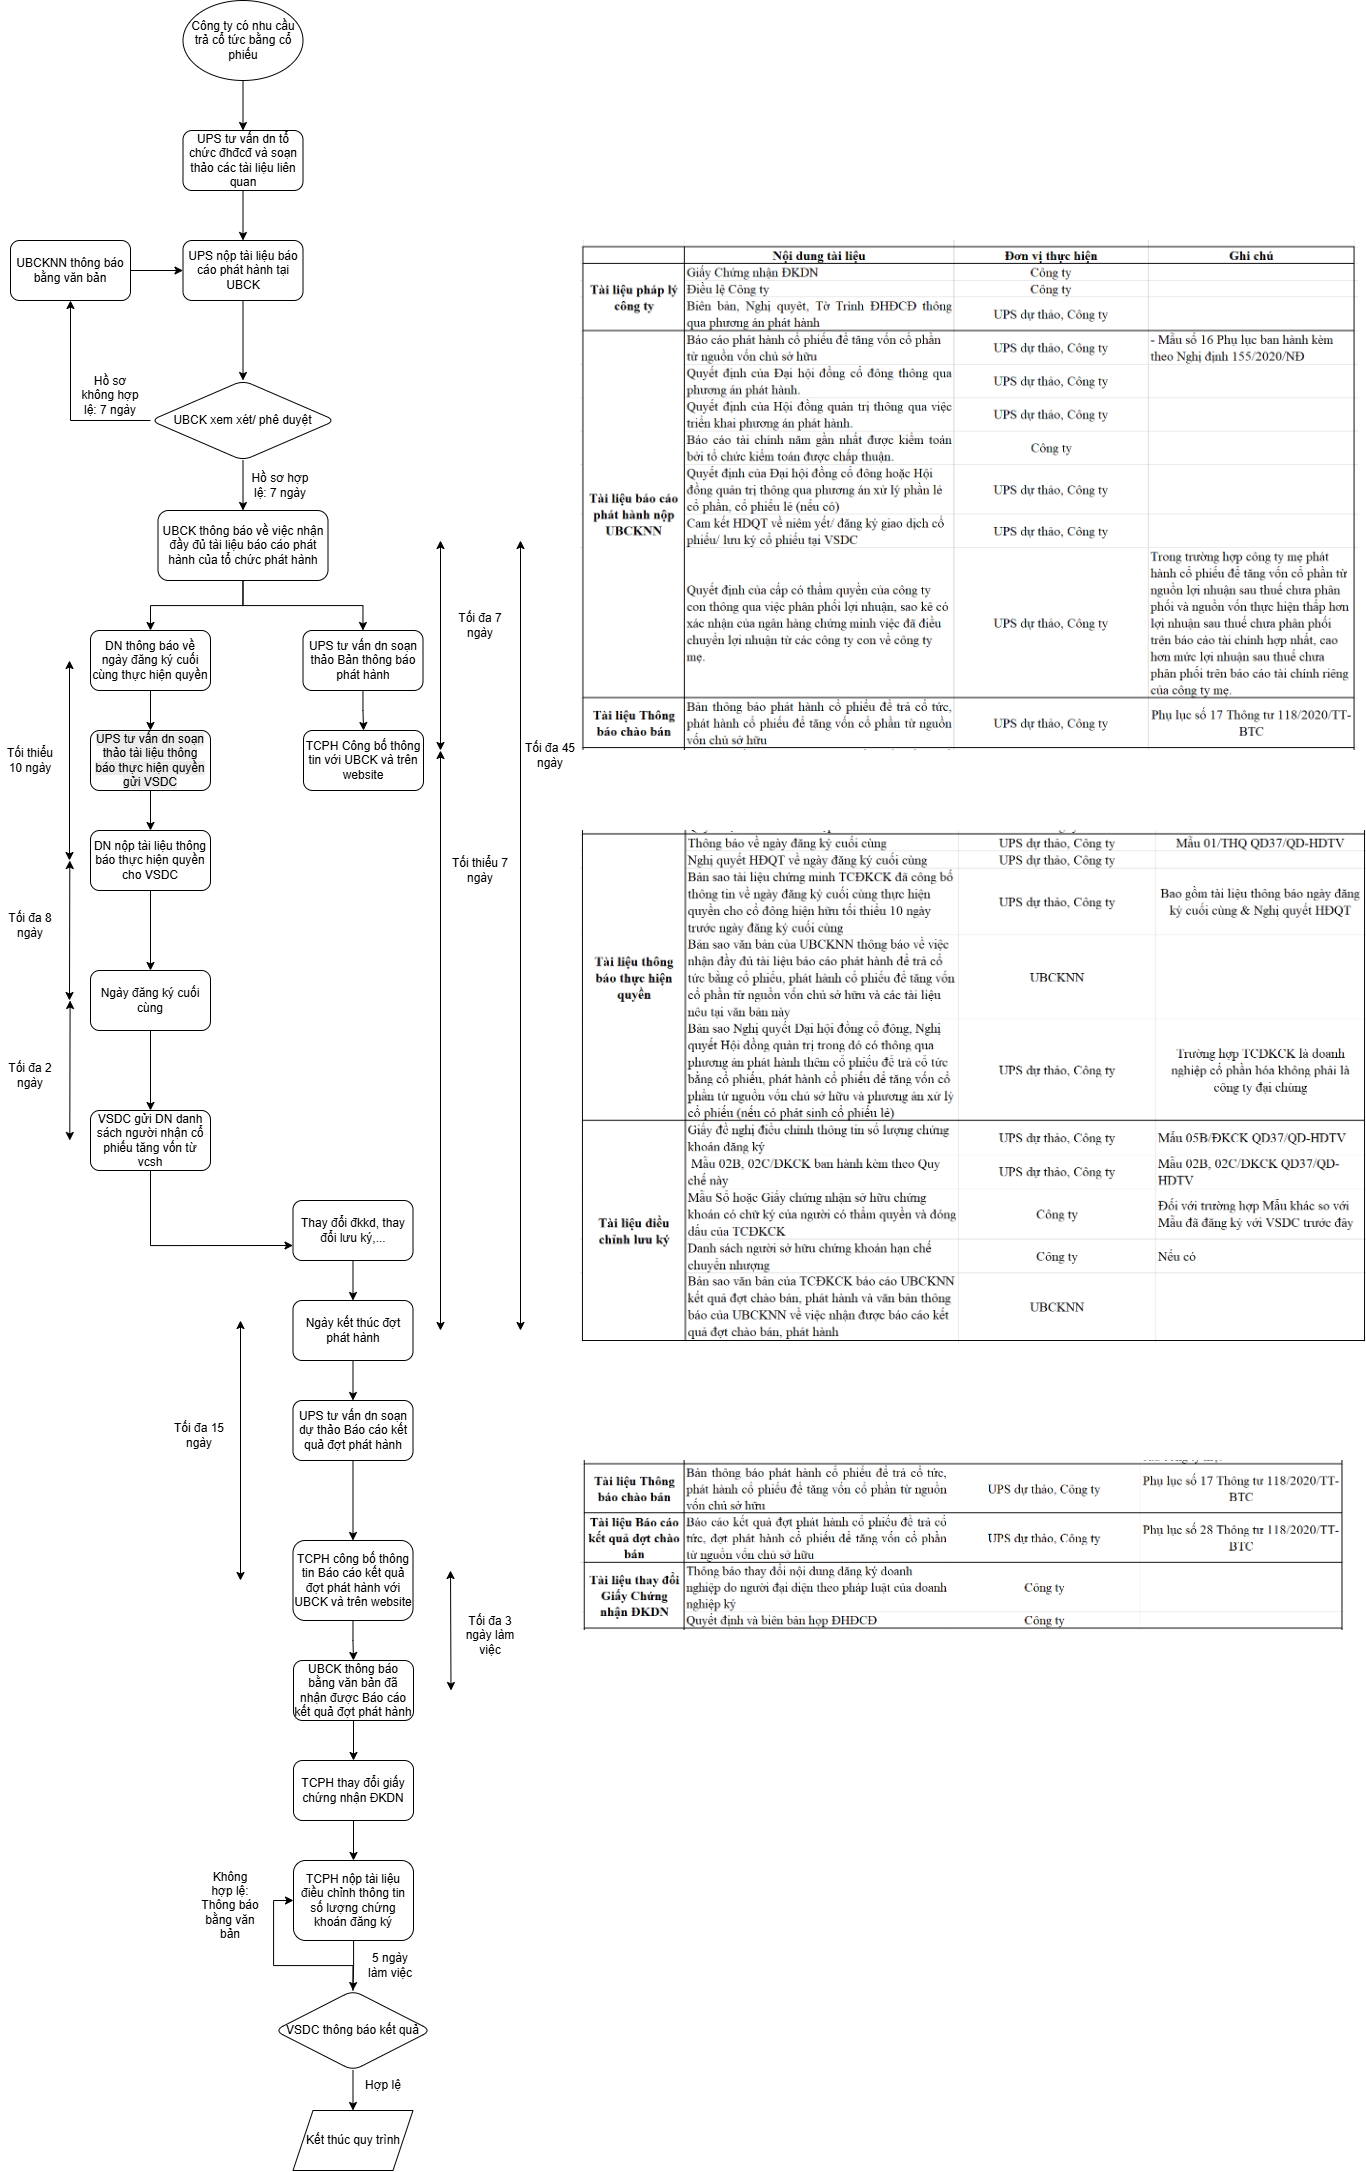 Công ty có nhu cầu
trả cổ tức bằng cổ
phiếu
UPS tư vấn dn tổ
chức đhđcđ và soạn
thảo các tài liệu liên
quan
UBCKNN thông báo
bằng văn bản
UPS nộp tài liệu báo
cáo phát hành tại
UBCK
Hồ sơ
không hợp
lệ: 7 ngày
UBCK xem xét/ phê duyệt
Hồ sơ hợp
lệ: 7 ngày
UBCK thông báo về việc nhận
đầy đủ tài liệu báo cáo phát
hành của tổ chức phát hành
Tối đa 7
ngày
DN thông báo về
ngày đăng ký cuối
cùng thực hiện quyền
UPS tư vấn dn soạn
thảo Bản thông báo
phát hành
Tối thiểu
10 ngày
UPS tư vấn dn soạn
thảo tài liệu thông
báo thực hiện quyền
gửi VSDC
TCPH Công bố thông
tin với UBCK và trên
website
Tối đa 45
ngày
DN nộp tài liệu thông
báo thực hiện quyền
cho VSDC
Tối thiểu 7
ngày
Tối đa 8
ngày
Ngày đăng ký cuối
cùng
Tối đa 2
ngày
VSDC gửi DN danh
sách người nhận cổ
phiếu tăng vốn từ
vcsh
Thay đổi đkkd, thay
đổi lưu ký,...
Ngày kết thúc đợt
phát hành
Tối đa 15
ngày
UPS tư vấn dn soạn
dự thảo Báo cáo kết
quả đợt phát hành
TCPH công bố thông
tin Báo cáo kết quả
đợt phát hành với
UBCK và trên website
Tối đa 3
ngày làm
việc
UBCK thông báo
bằng văn bản đã
nhận được Báo cáo
kết quả đợt phát hành
TCPH thay đổi giấy
chứng nhận ĐKDN
Không
hợp lệ:
Thông báo
bằng văn
bản
TCPH nộp tài liệu
điều chỉnh thông tin
số lượng chứng
khoán đăng ký
5 ngày
làm việc
VSDC thông báo kết quả
Hợp lệ
Kết thúc quy trình
Nội dung tài liệu
Đơn vị thực hiện
Ghi chú
Tài liệu pháp lý
công ty
Giấy Chứng nhận ĐKDN
Công ty
Điều lệ Công ty
Công ty
Biên bản, Nghị quyết, Tờ Trình ĐHĐCĐ thông
qua phương án phát hành
UPS dự thảo, Công ty
Tài liệu báo cáo
phát hành nộp
UBCKNN
Báo cáo phát hành cổ phiếu để tăng vốn cổ phần
từ nguồn vốn chủ sở hữu
UPS dự thảo, Công ty
- Mẫu số 16 Phụ lục ban hành kèm
theo Nghị định 155/2020/NĐ
Quyết định của Đại hội đồng cổ đông thông qua
phương án phát hành.
UPS dự thảo, Công ty
Quyết định của Hội đồng quản trị thông qua việc
triển khai phương án phát hành.
UPS dự thảo, Công ty
Báo cáo tài chính năm gần nhất được kiểm toán
bởi tổ chức kiểm toán được chấp thuận.
Công ty
Quyết định của Đại hội đồng cổ đông hoặc Hội
đồng quản trị thông qua phương án xử lý phần lẻ
cổ phần, cổ phiếu lẻ (nếu có)
UPS dự thảo, Công ty
Cam kết HDQT về niêm yết/ đăng ký giao dịch cổ
phiếu/ lưu ký cổ phiếu tại VSDC
UPS dự thảo, Công ty
Quyết định của cấp có thẩm quyền của công ty
con thông qua việc phân phối lợi nhuận, sao kê có
xác nhận của ngân hàng chứng minh việc đã điều
chuyển lợi nhuận từ các công ty con về công ty
mẹ.
UPS dự thảo, Công ty
Trong trường hợp công ty mẹ phát
hành cổ phiếu để tăng vốn cổ phần từ
nguồn lợi nhuận sau thuế chưa phân
phối và nguồn vốn thực hiện thấp hơn
lợi nhuận sau thuế chưa phân phối
trên báo cáo tài chính hợp nhất, cao
hơn mức lợi nhuận sau thuế chưa
phân phối trên báo cáo tài chính riêng
của công ty mẹ.
Tài liệu Thông
báo chào bán
Bản thông báo phát hành cổ phiếu để trả cổ tức,
phát hành cổ phiếu để tăng vốn cổ phần từ nguồn
vốn chủ sở hữu
UPS dự thảo, Công ty
Phụ lục số 17 Thông tư 118/2020/TT-
BTC
Tài liệu thông
báo thực hiện
quyền
Thông báo về ngày đăng ký cuối cùng
UPS dự thảo, Công ty
Mẫu 01/THQ QD37/QD-HDTV
Nghị quyết HĐQT về ngày đăng ký cuối cùng
UPS dự thảo, Công ty
Bản sao tài liệu chứng minh TCĐKCK đã công bố
thông tin về ngày đăng ký cuối cùng thực hiện
quyền cho cổ đông hiện hữu tối thiểu 10 ngày
trước ngày đăng ký cuối cùng
UPS dự thảo, Công ty
Bao gồm tài liệu thông báo ngày đăng
ký cuối cùng & Nghị quyết HĐQT
Bản sao văn bản của UBCKNN thông báo về việc
nhận đầy đủ tài liệu báo cáo phát hành để trả cổ
tức bằng cổ phiếu, phát hành cổ phiếu để tăng vốn
cổ phần từ nguồn vốn chủ sở hữu và các tài liệu
nêu tại văn bản này
UBCKNN
Bản sao Nghị quyết Đại hội đồng cổ đông, Nghị
quyết Hội đồng quản trị trong đó có thông qua
phương án phát hành thêm cổ phiếu để trả cổ tức
bằng cổ phiếu, phát hành cổ phiếu để tăng vốn cổ
phần từ nguồn vốn chủ sở hữu và phương án xử lý
cổ phiếu (nếu có phát sinh cổ phiếu lẻ)
UPS dự thảo, Công ty
Trường hợp TCDKCK là doanh
nghiệp cổ phần hóa không phải là
công ty đại chúng
Tài liệu điều
chỉnh lưu ký
Giấy đề nghị điều chỉnh thông tin số lượng chứng
khoán đăng ký
UPS dự thảo, Công ty
Mẫu 05B/ĐKCK QD37/QD-HDTV
Mẫu 02B, 02C/ĐKCK ban hành kèm theo Quy
chế này
UPS dự thảo, Công ty
Mẫu 02B, 02C/ĐKCK QD37/QD-
HDTV
Mẫu Sổ hoặc Giấy chứng nhận sở hữu chứng
khoán có chữ ký của người có thẩm quyền và đóng
dấu của TCĐKCK
Công ty
Đối với trường hợp Mẫu khác so với
Mẫu đã đăng ký với VSDC trước đây
Danh sách người sở hữu chứng khoán hạn chế
chuyển nhượng
Công ty
Nếu có
Bản sao văn bản của TCĐKCK báo cáo UBCKNN
kết quả đợt chào bán, phát hành và văn bản thông
báo của UBCKNN về việc nhận được báo cáo kết
quả đợt chào bán, phát hành
UBCKNN
Tài liệu Thông
báo chào bán
Bản thông báo phát hành cổ phiếu để trả cổ tức,
phát hành cổ phiếu để tăng vốn cổ phần từ nguồn
vốn chủ sở hữu
UPS dự thảo, Công ty
Phụ lục số 17 Thông tư 118/2020/TT-
BTC
Tài liệu Báo cáo
kết quả đợt chào
bán
Báo cáo kết quả đợt phát hành cổ phiếu để trả cổ
tức, đợt phát hành cổ phiếu để tăng vốn cổ phần
từ nguồn vốn chủ sở hữu
UPS dự thảo, Công ty
Phụ lục số 28 Thông tư 118/2020/TT-
BTC
Tài liệu thay đổi
Giấy Chứng
nhận ĐKDN
Thông báo thay đổi nội dung đăng ký doanh
nghiệp do người đại diện theo pháp luật của doanh
nghiệp ký
Công ty
Quyết định và biên bản họp ĐHĐCĐ
Công ty